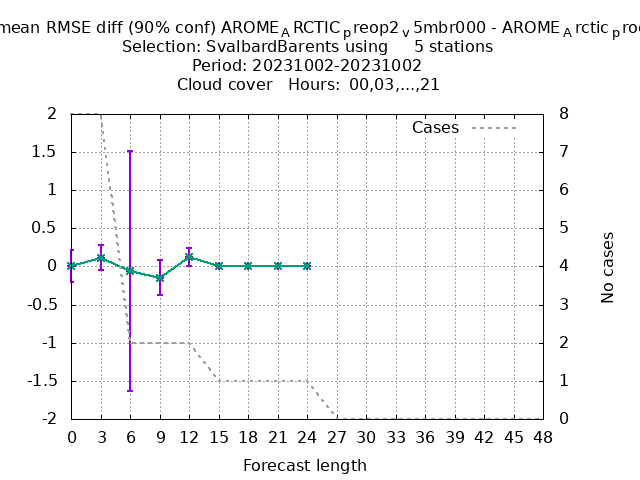 mean RMSE diff (90% conf) AROME_ARCTIC_preop2_v5mbr000 - AROME_Arctic_prod
Selection: SvalbardBarents using 5 stations
Period: 20231002-20231002
Cloud cover Hours: 00,03,...,21
Cases
2
1.5
1
0.5
0
-0.5
-1
-1.5
-2
8
7
6
5
4
3
2
1
0
No cases
0 3 6 9 12 15 18 21 24 27 30 33 36 39 42 45 48
Forecast length